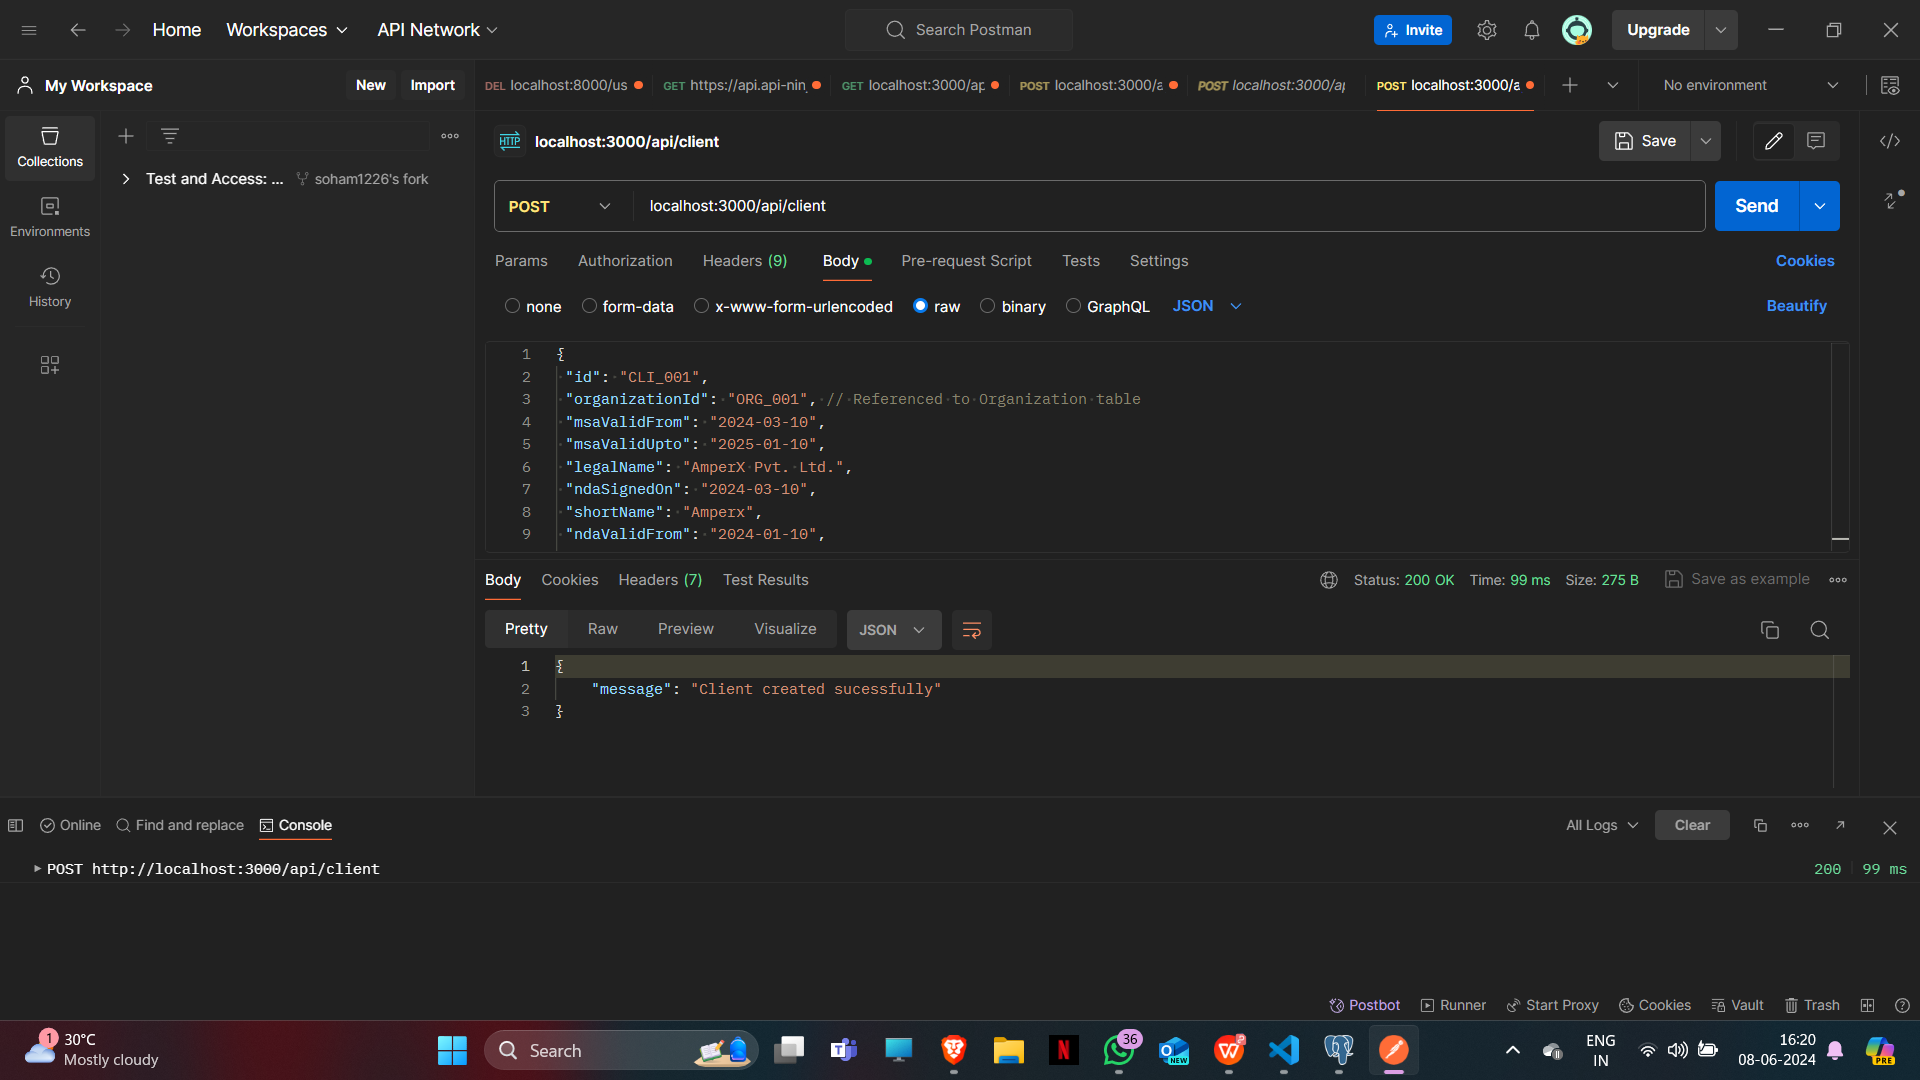 Home
Workspaces
API Network
Search Postman
Invite
Upgrade
My Workspace
New
Import
DEL localhost:8000/us
GET https://api.api-nin
GET localhost:3000/ap
POST localhost:3000/a
POST localhost:3000/ap
POST localhost:3000/a
No environment
Collections
Environments
History
Test and Access: ...
soham1226's fork
HTTP
localhost:3000/api/client
Save
POST
localhost:3000/api/client
Send
Params
Authorization
Headers (9)
Body
Pre-request Script
Tests
Settings
Cookies
none
form-data
x-www-form-urlencoded
raw
binary
GraphQL
JSON
Beautify
1 {
2 "id": "CLI_001",
3 "organizationId": "ORG_001", // Referenced to Organization table
4 "msaValidFrom": "2024-03-10",
5 "msaValidUpto": "2025-01-10",
6 "legalName": "AmperX Pvt. Ltd.",
7 "ndaSignedOn": "2024-03-10",
8 "shortName": "Amperx",
9 "ndaValidFrom": "2024-01-10",
Body
Cookies
Headers (7)
Test Results
Status: 200 OK
Time: 99 ms
Size: 275 B
Save as example
Pretty
Raw
Preview
Visualize
JSON
1 {
2 "message": "Client created sucessfully"
3 }
Online
Find and replace
Console
All Logs
Clear
POST http://localhost:3000/api/client
200
99 ms
Postbot
Runner
Start Proxy
Cookies
Vault
Trash
1
30°C
Mostly cloudy
Search
36
NEW
ENG
IN
16:20
08-06-2024
PRE